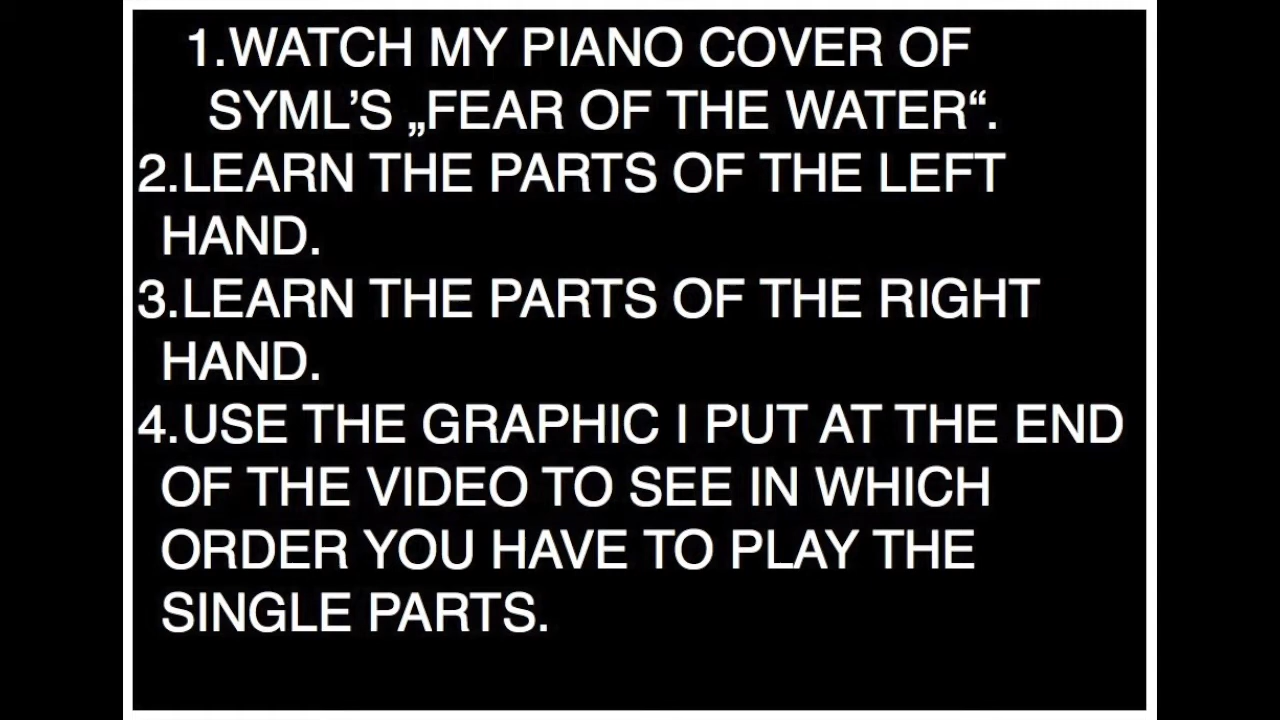 1.WATCH MY PIANO COVER OF
SYML’S „FEAR OF THE WATER“.
2.LEARN THE PARTS OF THE LEFT
HAND.
3.LEARN THE PARTS OF THE RIGHT
HAND.
4.USE THE GRAPHIC I PUT AT THE END
OF THE VIDEO TO SEE IN WHICH
ORDER YOU HAVE TO PLAY THE
SINGLE PARTS.